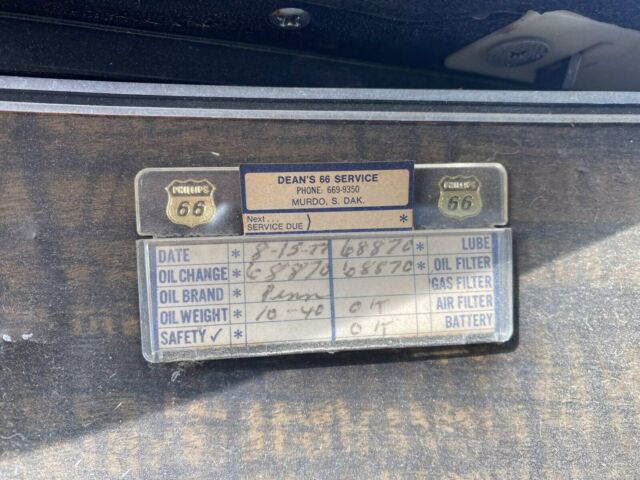 PHILLIPS
66
DEAN'S 66 SERVICE
PHONE: 669-9350
MURDO, S. DAK.
Next...
SERVICE DUE ) *
PHILLIPS
66
DATE * 8-15-77 68870 * LUBE
OIL CHANGE * 68870 68870 * OIL FILTER
OIL BRAND * Penn GAS FILTER
OIL WEIGHT * 10-40 OK AIR FILTER
SAFETY ✓ * OK BATTERY